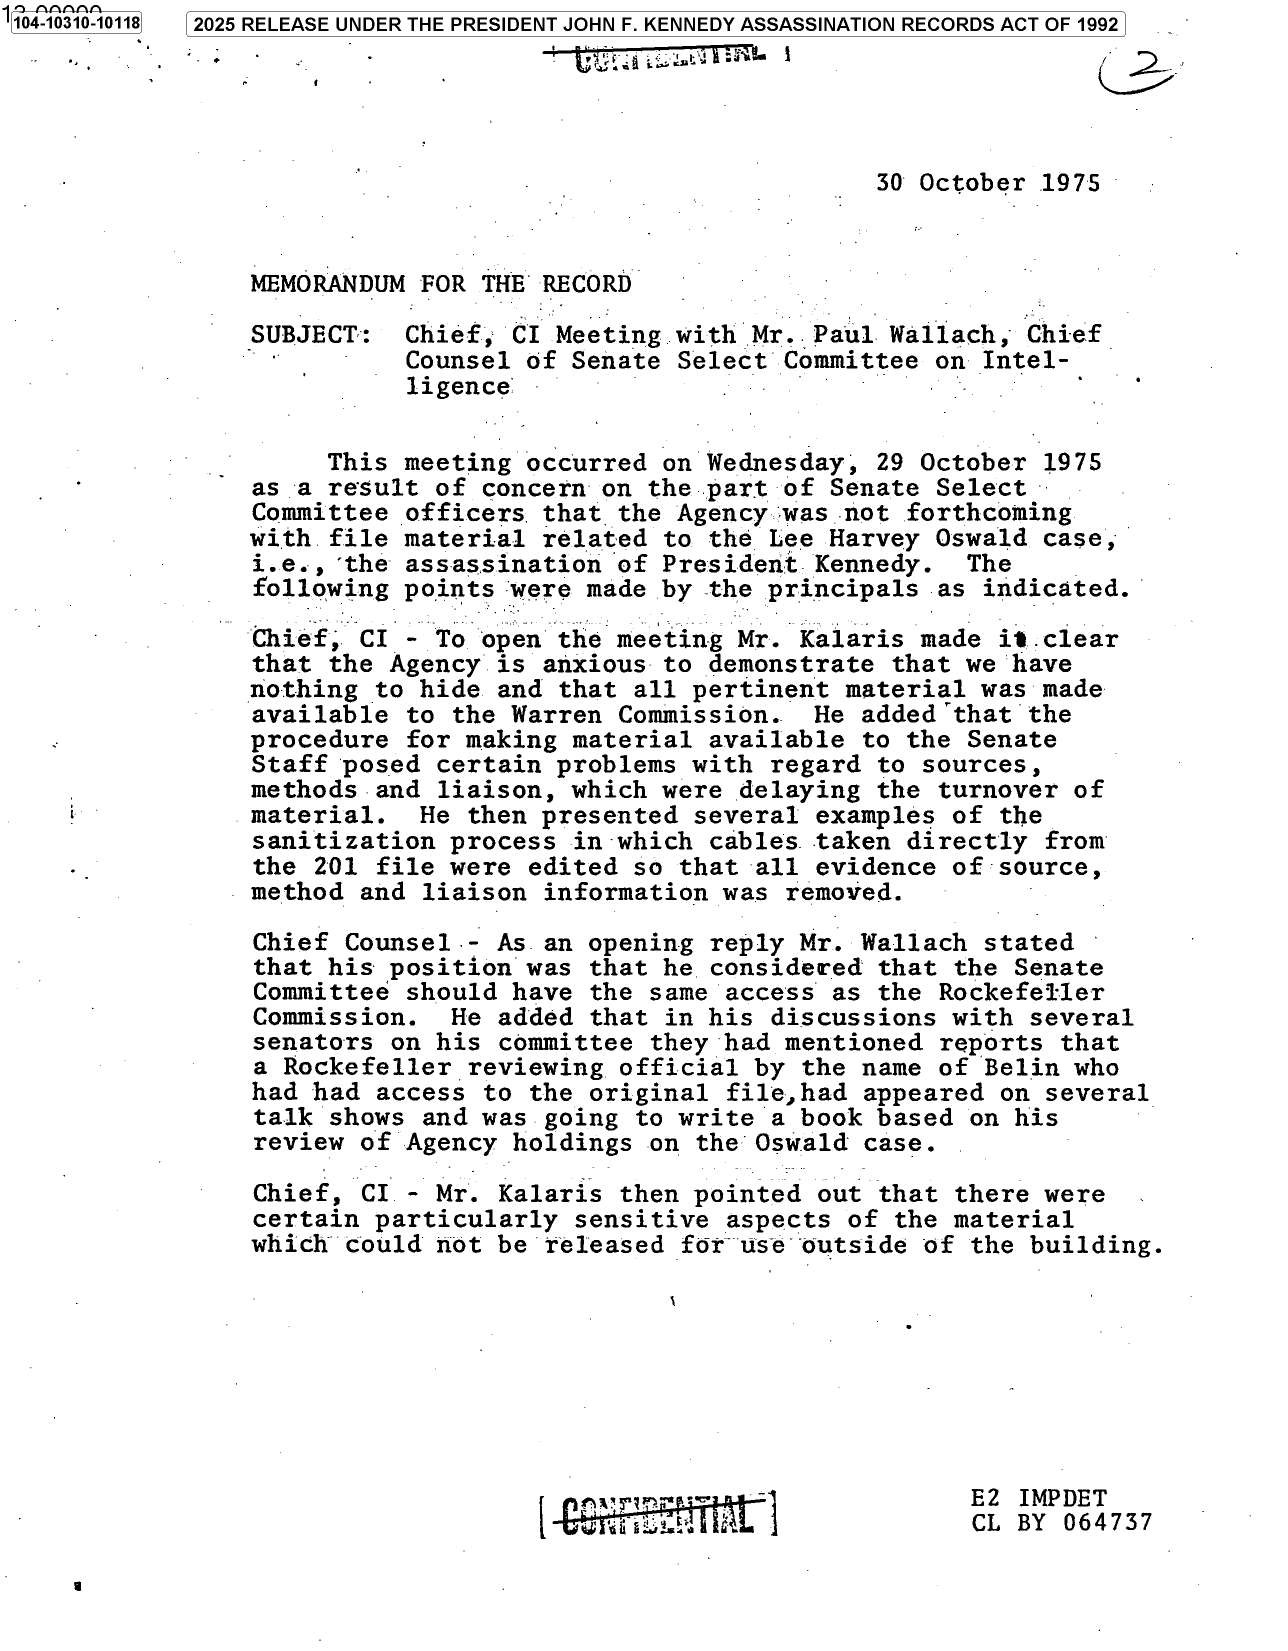 104-10310-10118
2025 RELEASE UNDER THE PRESIDENT JOHN F. KENNEDY ASSASSINATION RECORDS ACT OF 1992
CONFIDENTIAL
2
30 October 1975
MEMORANDUM FOR THE RECORD
SUBJECT: Chief, CI Meeting with Mr. Paul Wallach, Chief
Counsel of Senate Select Committee on Intel-
ligence
This meeting occurred on Wednesday, 29 October 1975
as a result of concern on the part of Senate Select
Committee officers that the Agency was not forthcoming
with file material related to the Lee Harvey Oswald case,
i.e., the assassination of President Kennedy. The
following points were made by the principals as indicated.
Chief, CI - To open the meeting Mr. Kalaris made it clear
that the Agency is anxious to demonstrate that we have
nothing to hide and that all pertinent material was made
available to the Warren Commission. He added that the
procedure for making material available to the Senate
Staff posed certain problems with regard to sources,
methods and liaison, which were delaying the turnover of
material. He then presented several examples of the
sanitization process in which cables taken directly from
the 201 file were edited so that all evidence of source,
method and liaison information was removed.
Chief Counsel - As an opening reply Mr. Wallach stated
that his position was that he considered that the Senate
Committee should have the same access as the Rockefeller
Commission. He added that in his discussions with several
senators on his committee they had mentioned reports that
a Rockefeller reviewing official by the name of Belin who
had had access to the original file, had appeared on several
talk shows and was going to write a book based on his
review of Agency holdings on the Oswald case.
Chief, CI - Mr. Kalaris then pointed out that there were
certain particularly sensitive aspects of the material
which could not be released for use outside of the building.
CONFIDENTIAL
E2 IMPDET
CL BY 064737